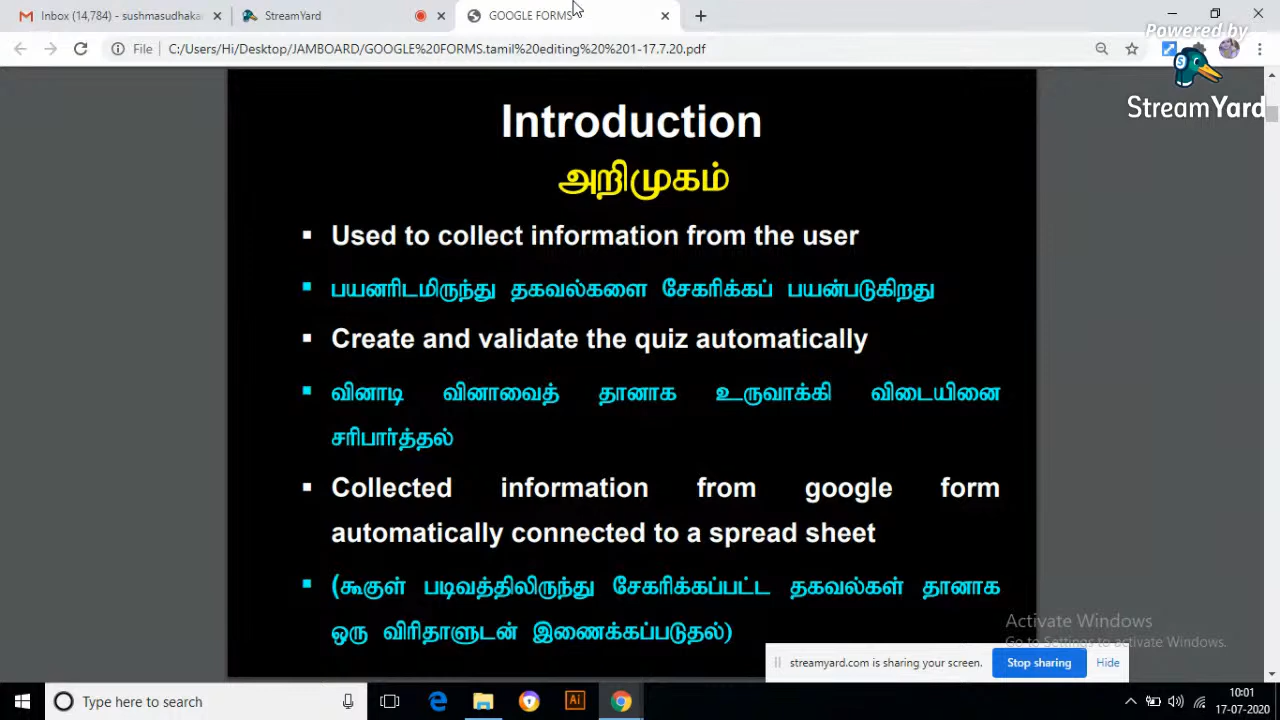 Inbox (14,784) - sushmasudhaka
StreamYard
GOOGLE FORMS
File
C:/Users/Hi/Desktop/JAMBOARD/GOOGLE%20FORMS.tamil%20editing%20%201-17.7.20.pdf
Powered by
StreamYard
Introduction
அறிமுகம்
▪ Used to collect information from the user
▪ பயனரிடமிருந்து தகவல்களை சேகரிக்கப் பயன்படுகிறது
▪ Create and validate the quiz automatically
▪ வினாடி வினாவைத் தானாக உருவாக்கி விடையினை
சரிபார்த்தல்
▪ Collected information from google form
automatically connected to a spread sheet
▪ (கூகுள் படிவத்திலிருந்து சேகரிக்கப்பட்ட தகவல்கள் தானாக
ஒரு விரிதாளுடன் இணைக்கப்படுதல்)
Activate Windows
Go to Settings to activate Windows.
streamyard.com is sharing your screen.
Stop sharing
Hide
Type here to search
Ai
10:01
17-07-2020